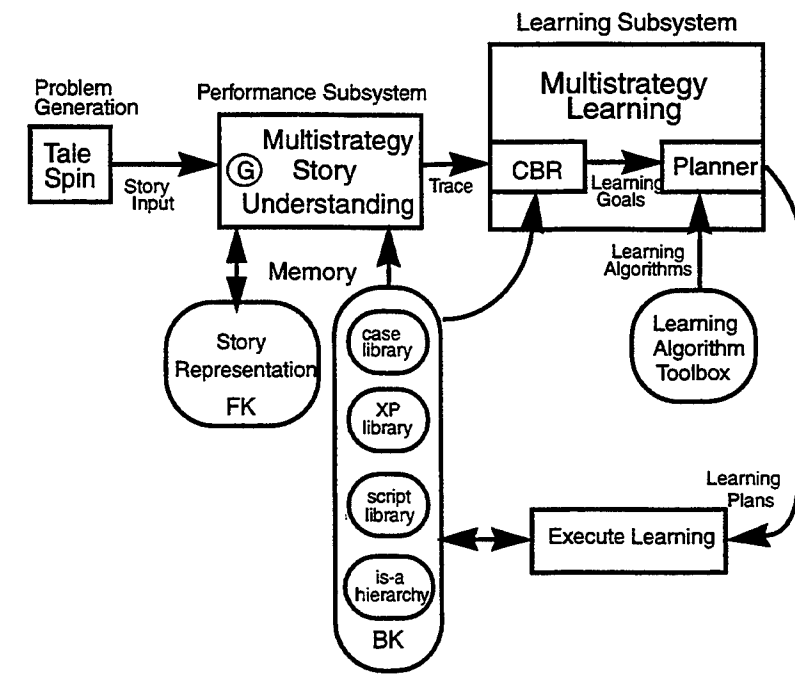 Learning Subsystem
Problem
Generation
Performance Subsystem
Multistrategy
Learning
Tale
Spin
Story
Input
G
Multistrategy
Story
Understanding
Trace
CBR
Learning
Goals
Planner
Memory
Learning
Algorithms
Story
Representation
FK
case
library
XP
library
script
library
is-a
hierarchy
BK
Learning
Algorithm
Toolbox
Learning
Plans
Execute Learning